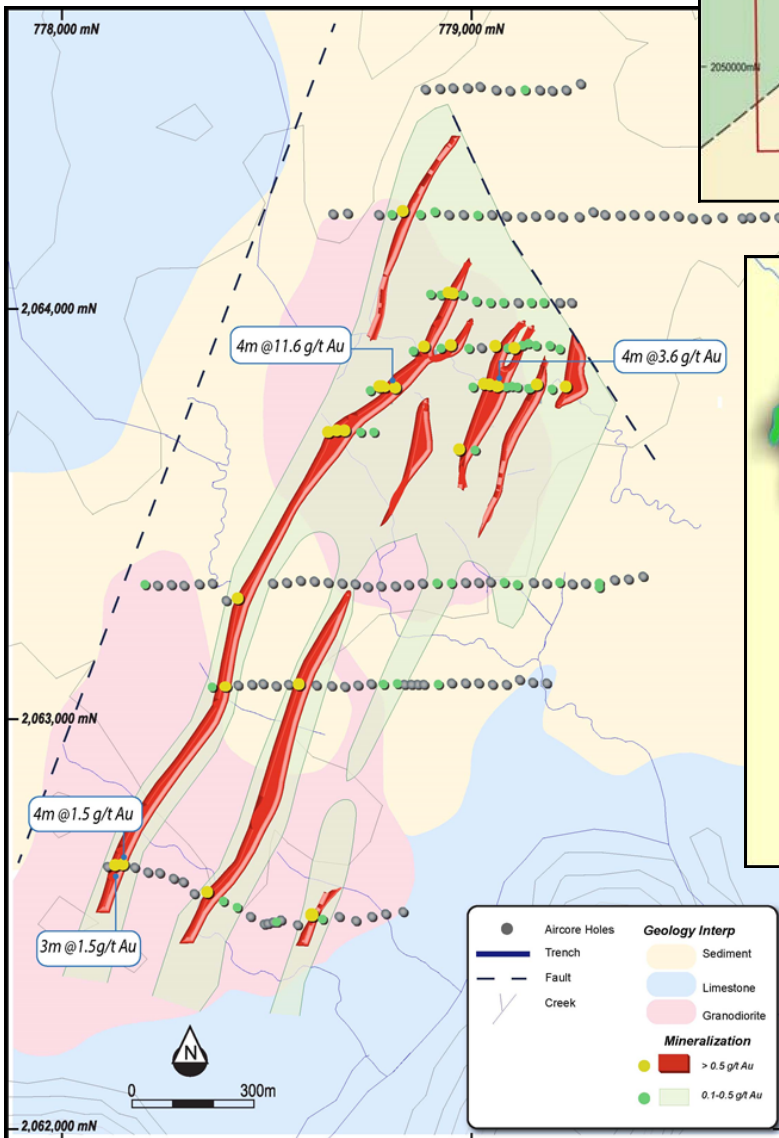 778,000 mN
779,000 mN
2050000mN
2,064,000 mN
4m @11.6 g/t Au
4m @3.6 g/t Au
2,063,000 mN
4m @1.5 g/t Au
3m @1.5g/t Au
Aircore Holes
Trench
Fault
Creek
Geology Interp
Sediment
Limestone
Granodiorite
Mineralization
> 0.5 g/t Au
0.1-0.5 g/t Au
N
0 300m
2,062,000 mN